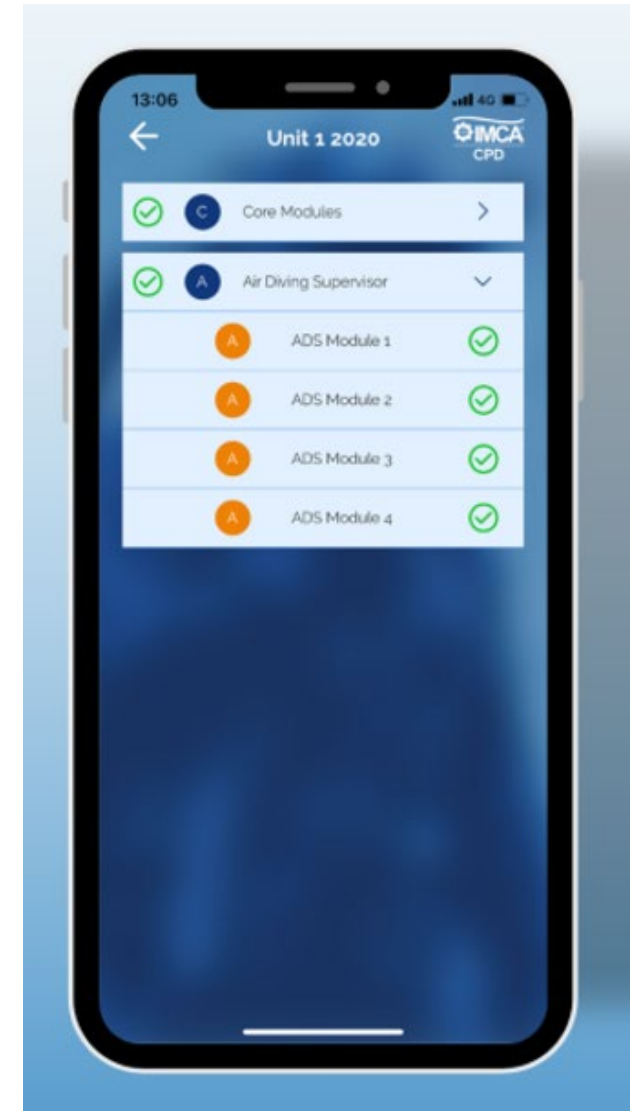 13:06
4G
Unit 1 2020
IMCA
CPD
C
Core Modules
A
Air Diving Supervisor
A
ADS Module 1
A
ADS Module 2
A
ADS Module 3
A
ADS Module 4